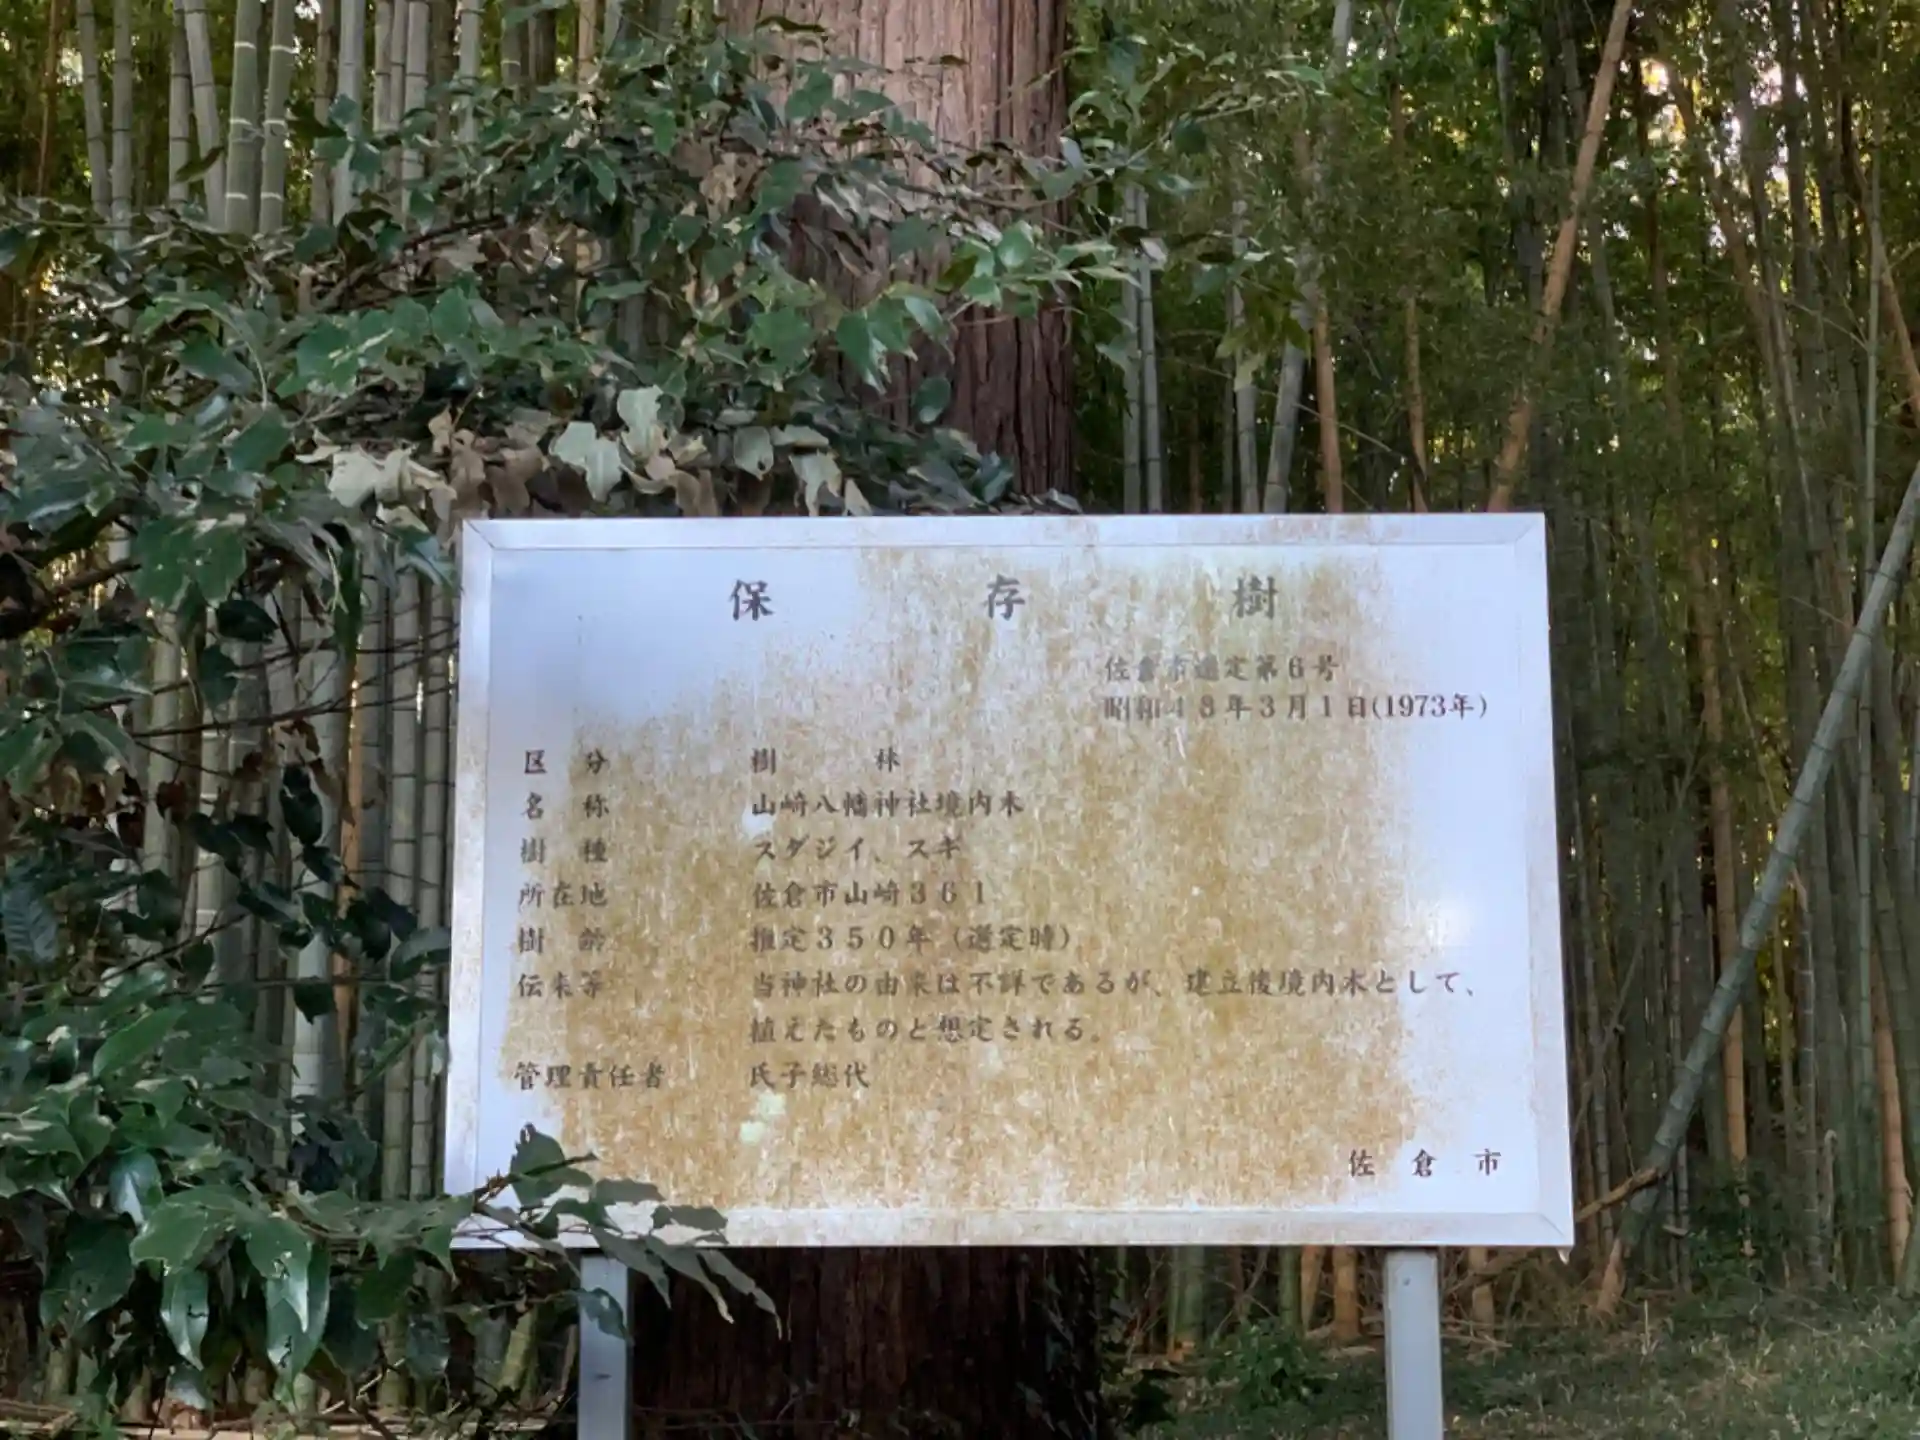 保存樹
佐倉市選定第6号
昭和48年3月1日(1973年)
区分 樹林
名称 山崎八幡神社境内木
樹種 スダジイ、スギ
所在地 佐倉市山崎361
樹齢 推定350年(選定時)
伝来等 当神社の由来は不詳であるが、建立後境内木として、
植えたものと想定される。
管理責任者 氏子総代
佐倉市